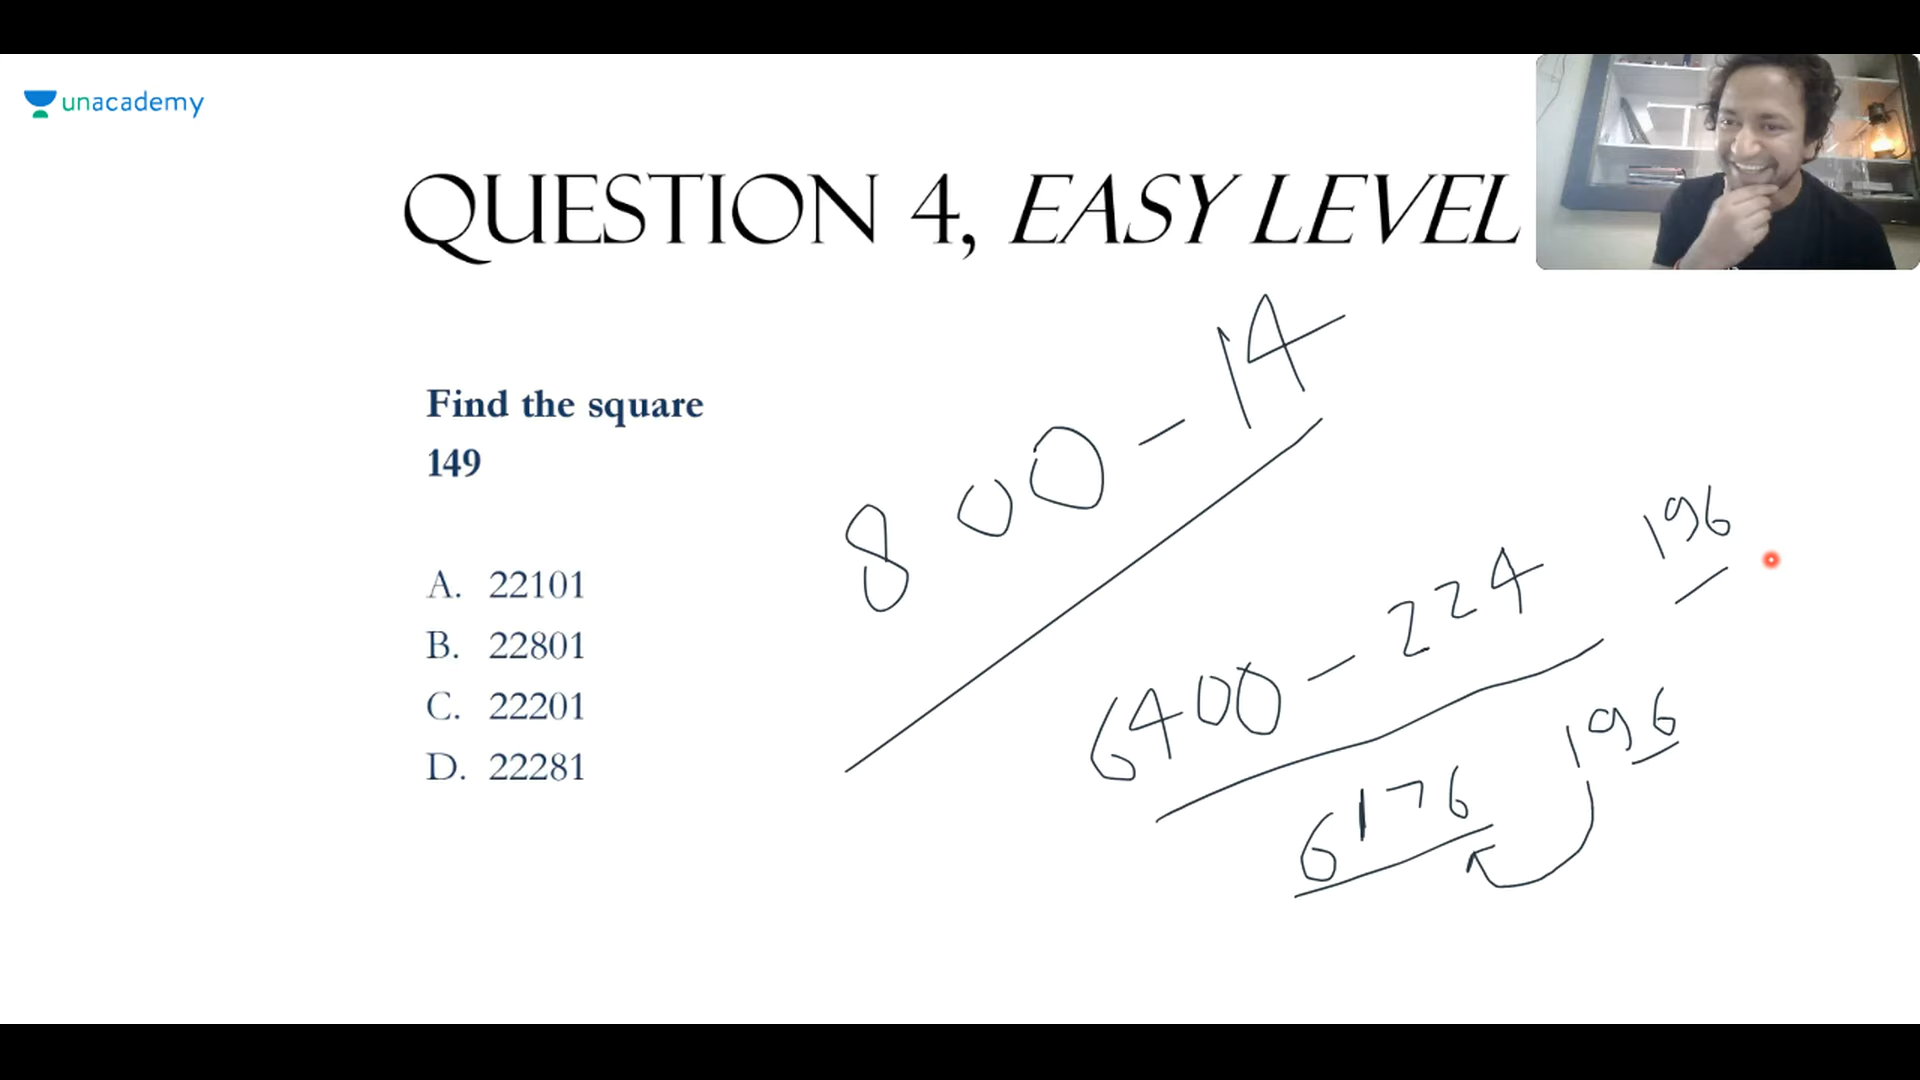 unacademy
QUESTION 4, EASY LEVEL
Find the square
149
A. 22101
B. 22801
C. 22201
D. 22281
800-14
6400-224 196
6176 196